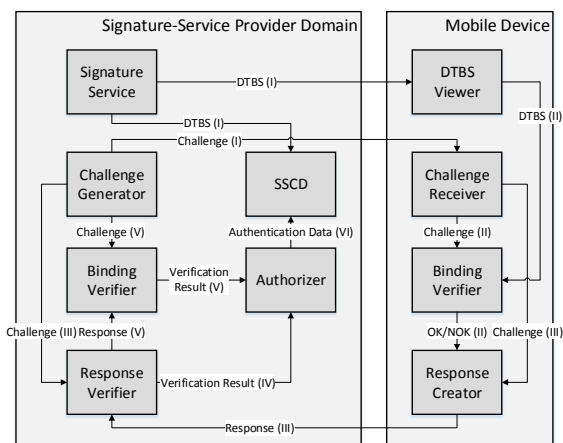 Signature-Service Provider Domain
Mobile Device
Signature
Service
DTBS (I)
DTBS
Viewer
DTBS (II)
DTBS (I)
Challenge (I)
Challenge
Generator
SSCD
Challenge
Receiver
Challenge (V)
Authentication Data (VI)
Challenge (II)
Binding
Verifier
Verification
Result (V)
Authorizer
Binding
Verifier
Challenge (III)
Response (V)
OK/NOK (II)
Challenge (III)
Response
Verifier
Verification Result (IV)
Response
Creator
Response (III)